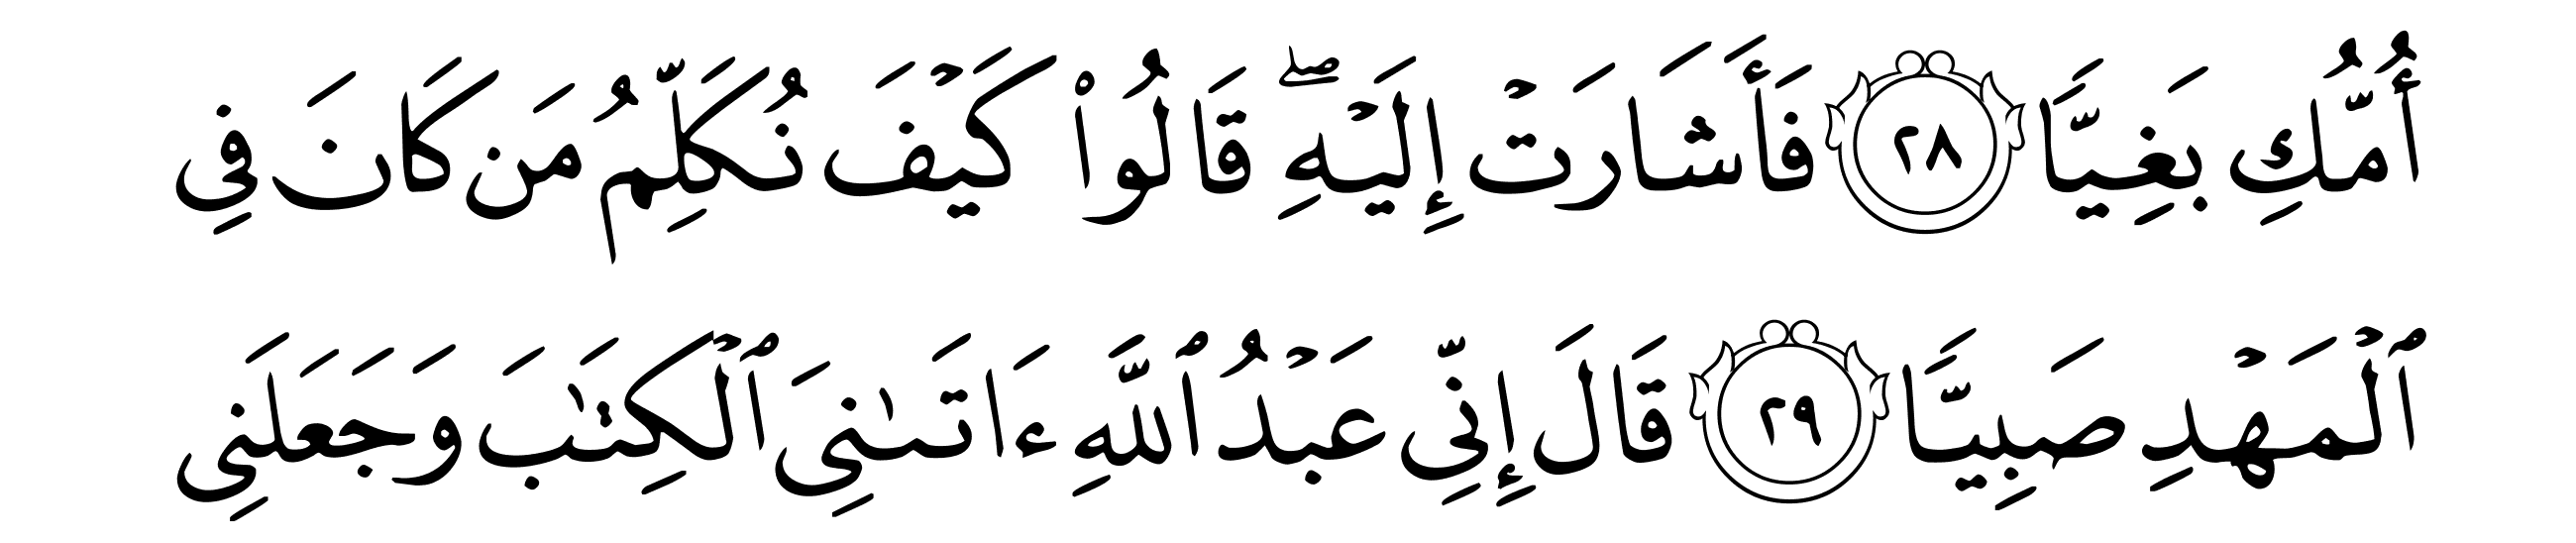 أُمُّكِ بَغِيًّا ٢٨ فَأَشَارَتْ إِلَيْهِ ۖ قَالُوا۟ كَيْفَ نُكَلِّمُ مَن كَانَ فِى
ٱلْمَهْدِ صَبِيًّا ٢٩ قَالَ إِنِّى عَبْدُ ٱللَّهِ ءَاتَىٰنِىَ ٱلْكِتَـٰبَ وَجَعَلَنِى